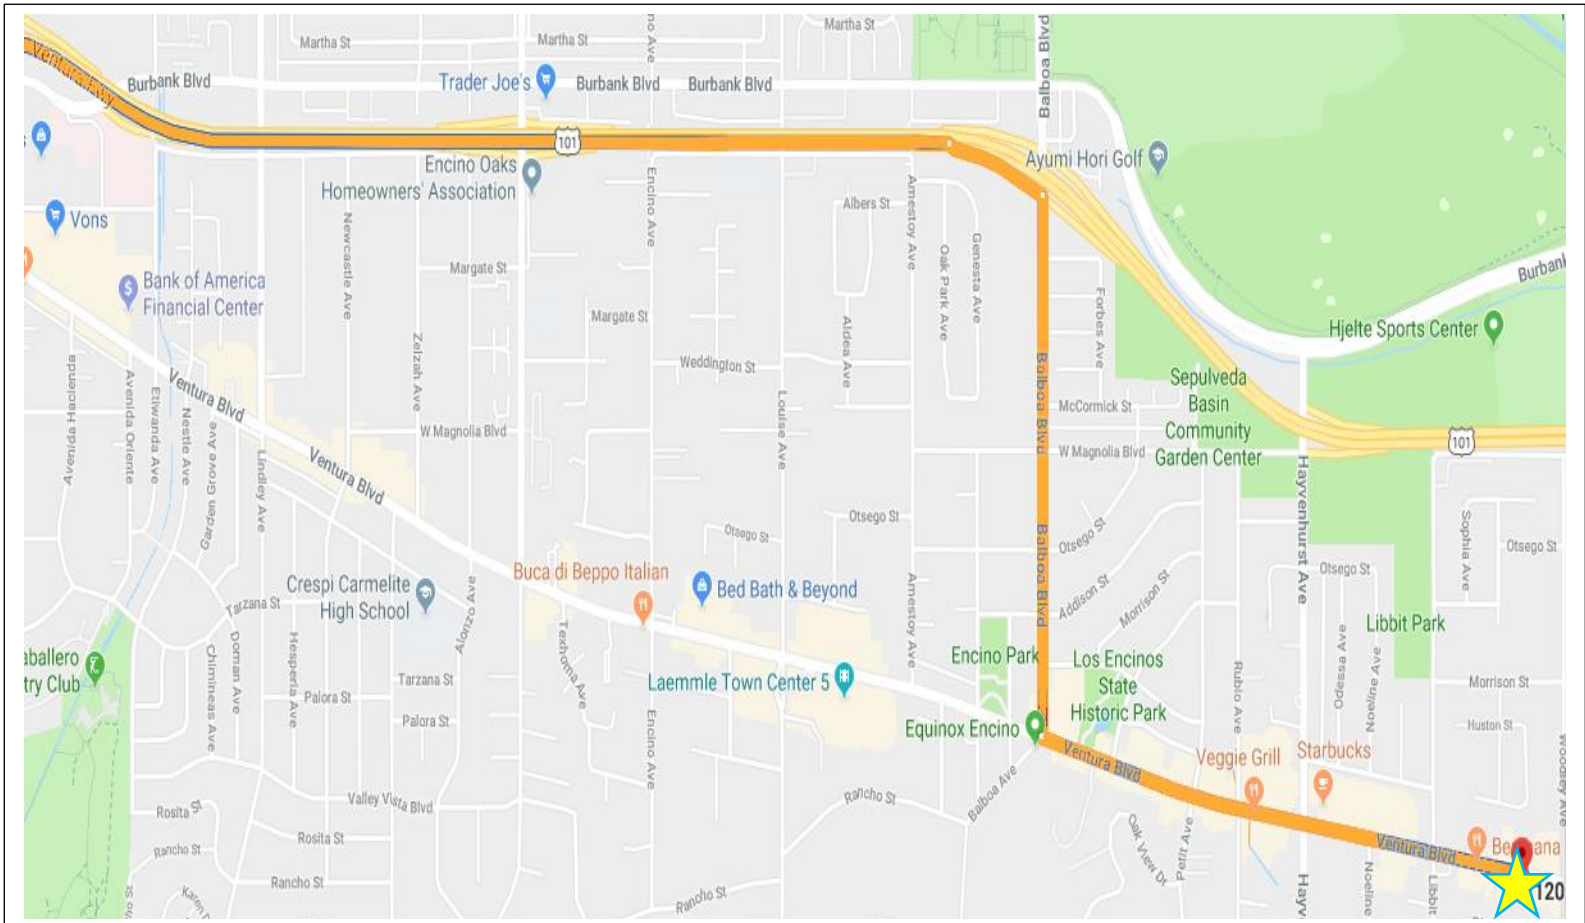 Martha St
Martha St
Encino Ave
Martha St
Balboa Blvd
Ventura Fwy
Burbank Blvd
Trader Joe's
Burbank Blvd
Burbank Blvd
101
Ayumi Hori Golf
Encino Oaks
Homeowners' Association
Vons
Newcastle Ave
Encino Ave
Albers St
Amestoy Ave
Oak Park Ave
Genesta Ave
Margate St
Bank of America
Financial Center
Burbank
Forbes Ave
Margate St
Hjelte Sports Center
Zelzah Ave
Aldea Ave
Weddington St
Balboa Blvd
Sepulveda
Basin
Community
Garden Center
Avenida Hacienda
Avenida Oriente
Etiwanda Ave
Nestle Ave
Garden Grove Ave
Ventura Blvd
Lindley Ave
Louise Ave
McCormick St
W Magnolia Blvd
W Magnolia Blvd
101
Ventura Blvd
Hayvenhurst Ave
Otsego St
Otsego St
Balboa Blvd
Otsego St
Sophia Ave
Otsego St
Otsego St
Buca di Beppo Italian
Bed Bath & Beyond
Crespi Carmelite
High School
Alonzo Ave
Amestoy Ave
Addison St
Morrison St
Tarzana St
Libbit Park
Chimineas Ave
Doman Ave
Hesperia Ave
Texhoma Ave
Encino Park
Los Encinos
State
Historic Park
Rubio Ave
Odessa Ave
Noeline Ave
aballero
try Club
Tarzana St
Laemmle Town Center 5
Morrison St
Palora St
Palora St
Encino Ave
Equinox Encino
Huston St
Ventura Blvd
Veggie Grill
Starbucks
Woodley Ave
Valley Vista Blvd
Rancho St
Balboa Ave
Rosita St
Rosita St
Oak View Dr
Petit Ave
Ventura Blvd
Rancho St
Rancho St
Rancho St
Karen D
Hayv
Noeline
Libbit
120